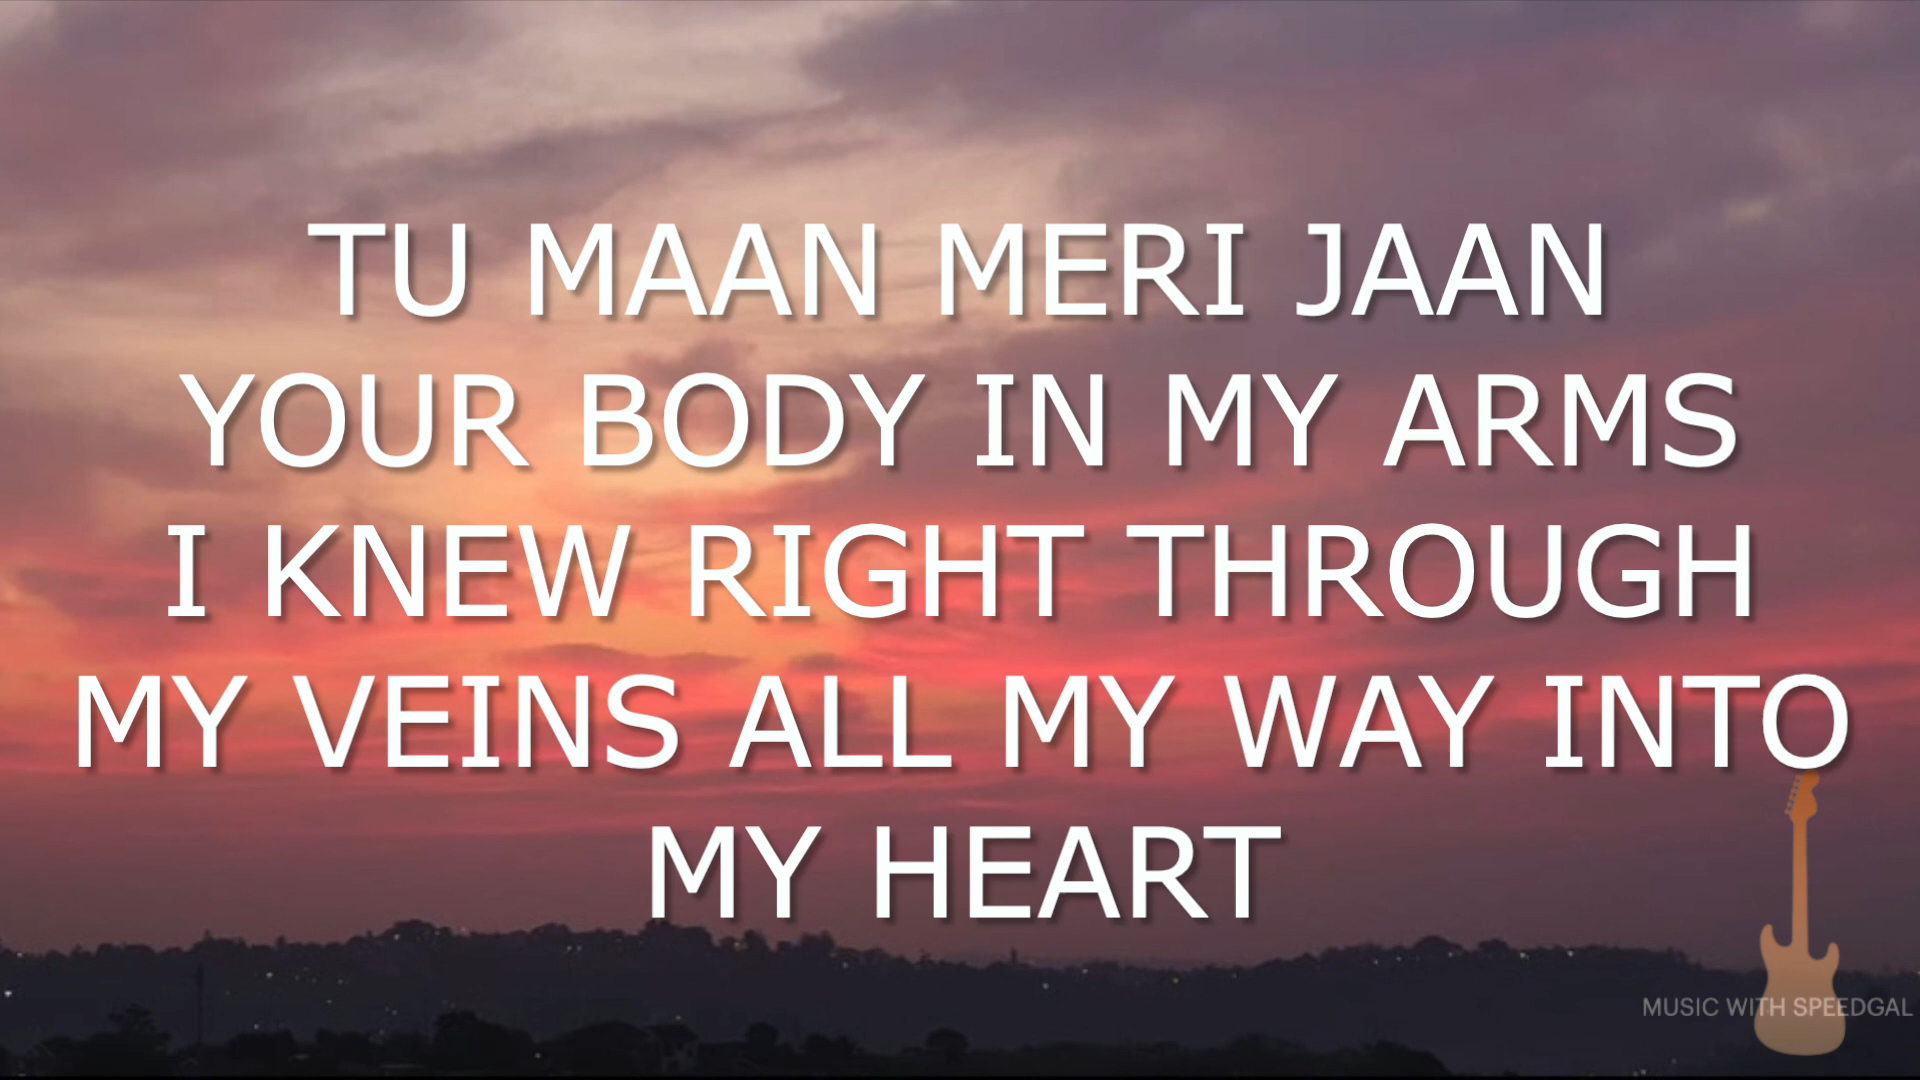 TU MAAN MERI JAAN
YOUR BODY IN MY ARMS
I KNEW RIGHT THROUGH
MY VEINS ALL MY WAY INTO
MY HEART
MUSIC WITH SPEEDGAL